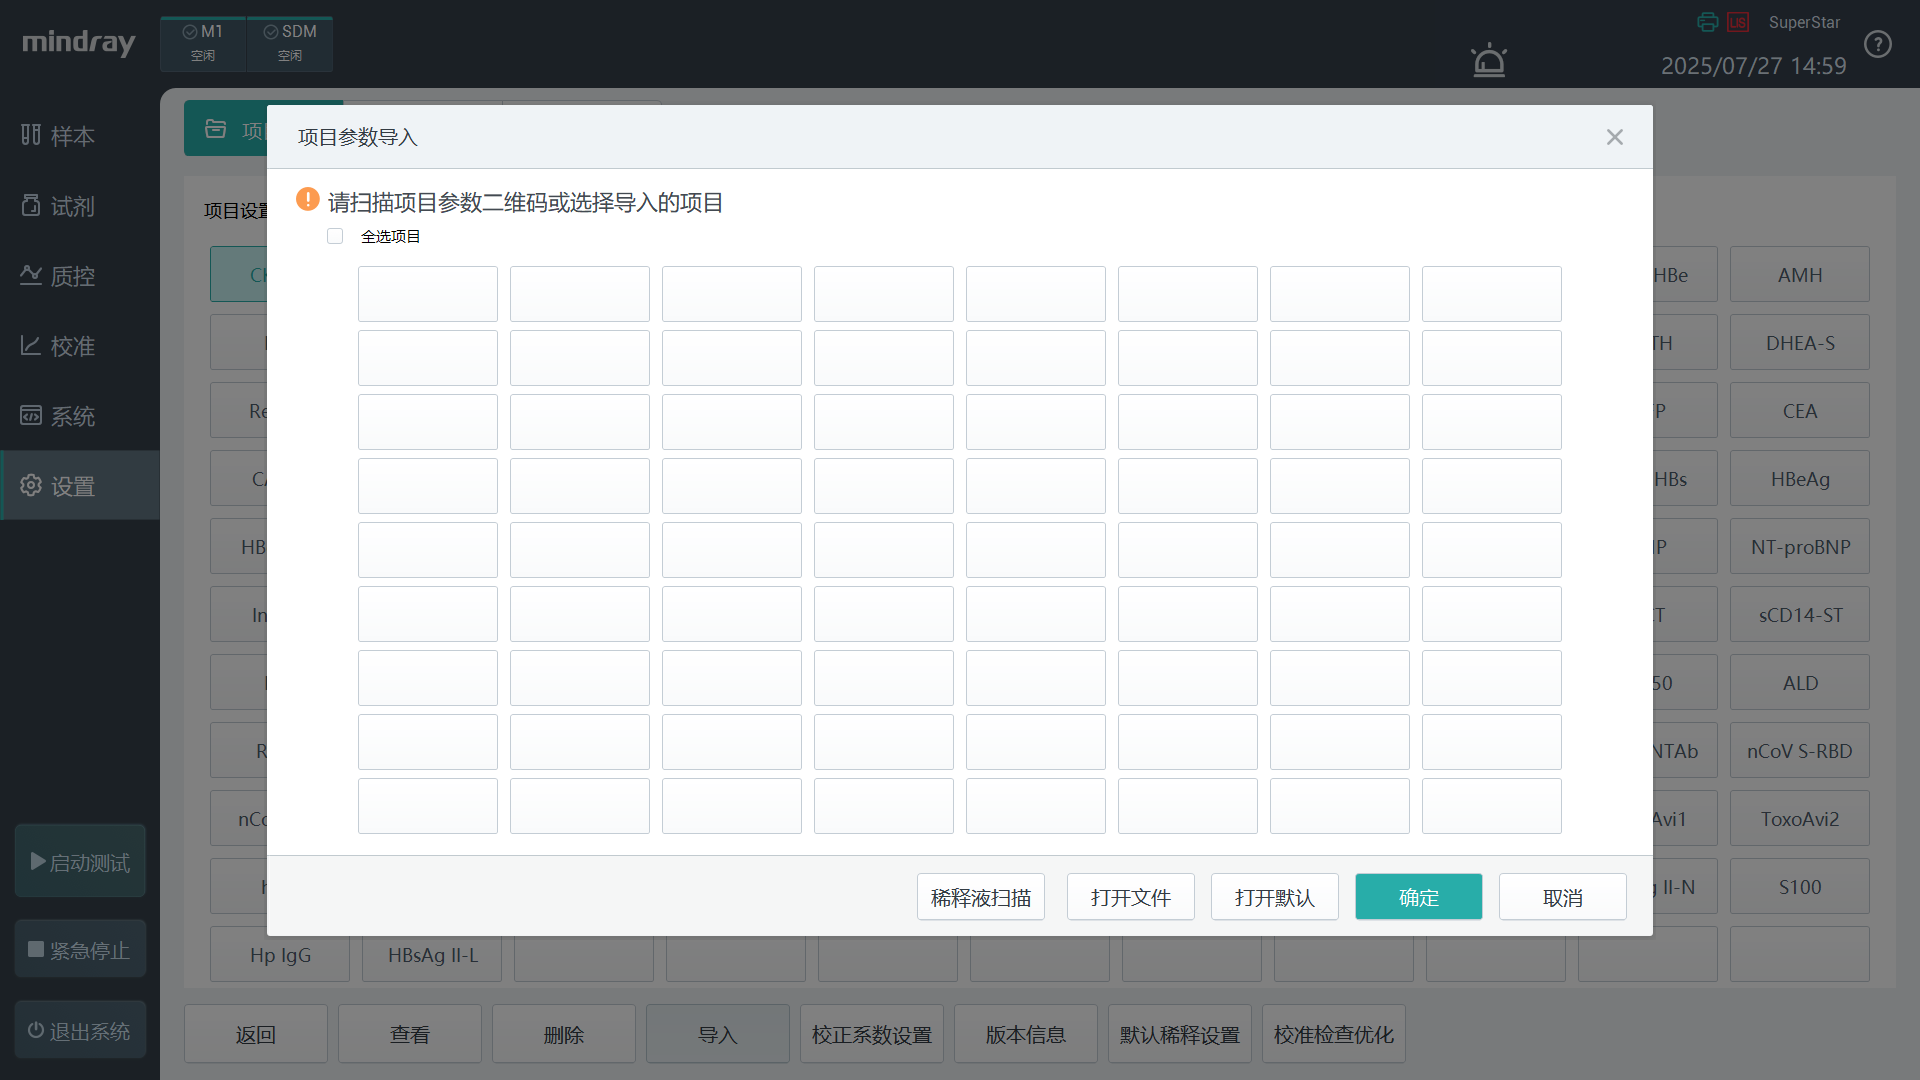 mindray
M1
空闲
SDM
空闲
LIS
SuperStar
2025/07/27 14:59
样本
试剂
质控
校准
系统
设置
启动测试
紧急停止
退出系统
项目参数导入
请扫描项目参数二维码或选择导入的项目
全选项目
项目设置
HBe
AMH
TH
DHEA-S
Re
P
CEA
HBs
HBeAg
HB
NT-proBNP
In
sCD14-ST
50
ALD
R
NTAb
nCoV S-RBD
Avi1
ToxoAvi2
II-N
S100
Hp IgG
HBsAg II-L
稀释液扫描
打开文件
打开默认
确定
取消
返回
查看
删除
导入
校正系数设置
版本信息
默认稀释设置
校准检查优化